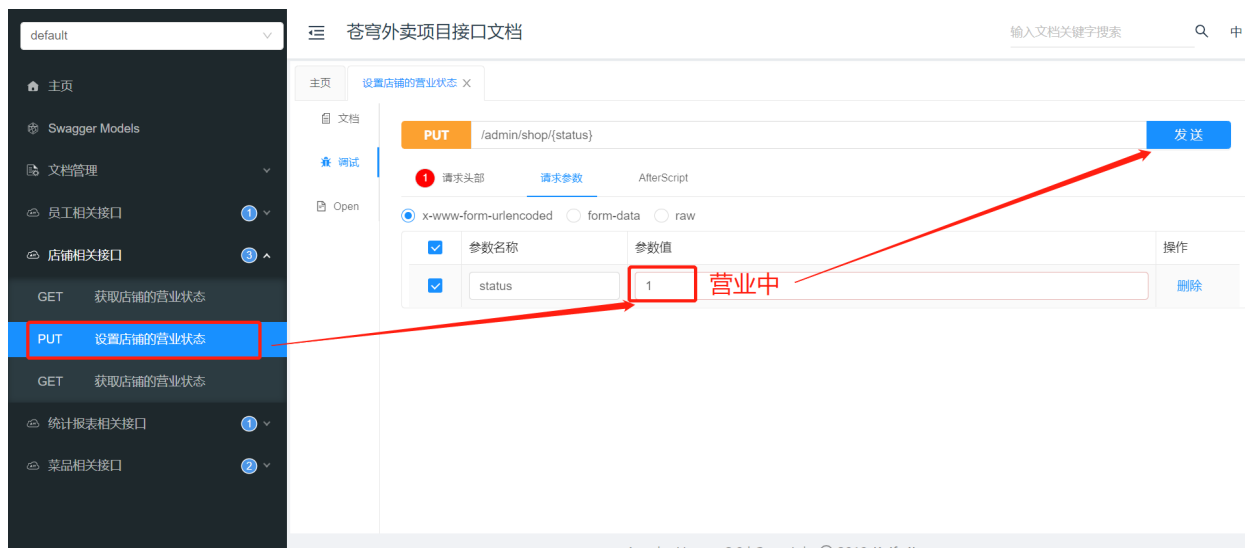 default
主页
Swagger Models
文档管理
员工相关接口 1
店铺相关接口 3
GET 获取店铺的营业状态
PUT 设置店铺的营业状态
GET 获取店铺的营业状态
统计报表相关接口 1
菜品相关接口 2
苍穹外卖项目接口文档
输入文档关键字搜索
中
主页 设置店铺的营业状态
文档
调试
Open
PUT /admin/shop/{status} 发 送
1 请求头部 请求参数 AfterScript
x-www-form-urlencoded form-data raw
参数名称 参数值 操作
status 1 营业中 删除